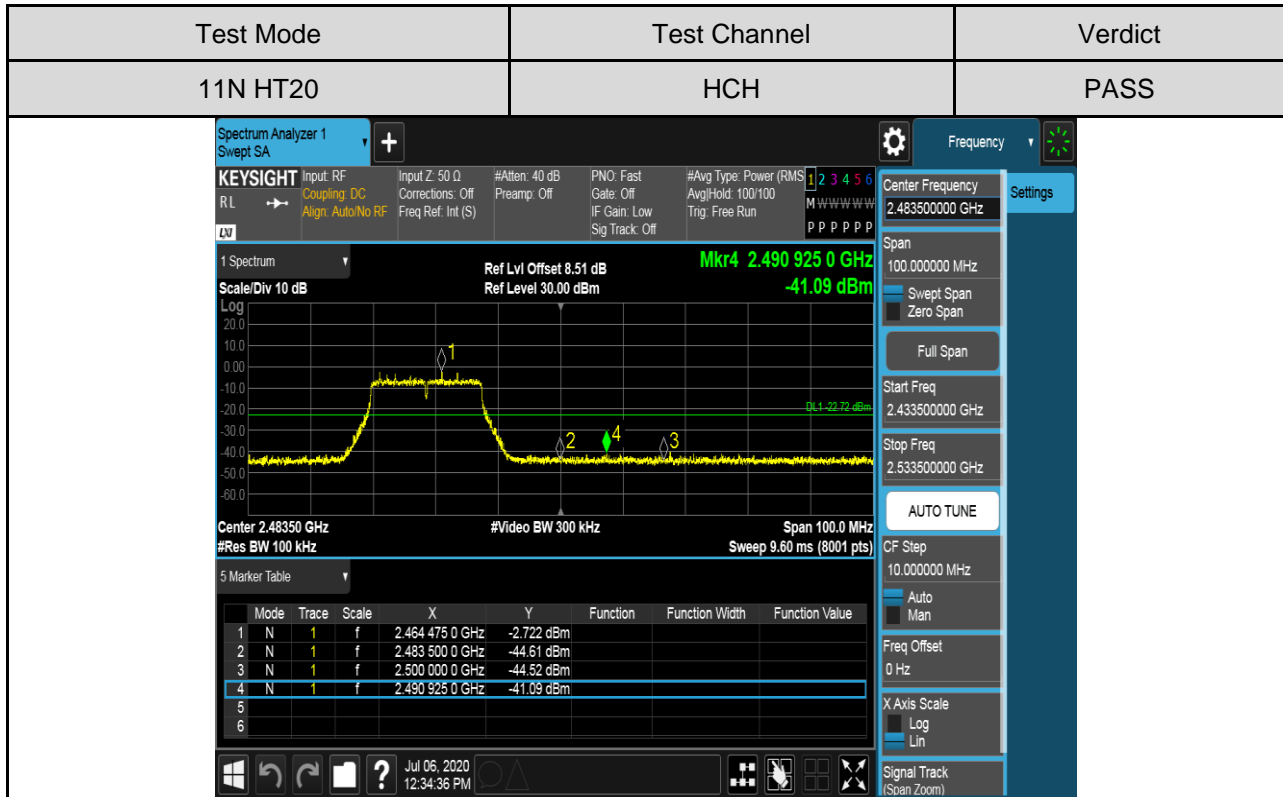 Test Mode Test Channel Verdict
11N HT20 HCH PASS
Spectrum Analyzer 1
Swept SA
+
Frequency
Settings
KEYSIGHT Input: RF Input Z: 50 Ω #Atten: 40 dB PNO: Fast #Avg Type: Power (RMS 1 2 3 4 5 6
RL Coupling: DC Corrections: Off Preamp: Off Gate: Off Avg|Hold: 100/100 M W W W W W
Align: Auto/No RF Freq Ref: Int (S) IF Gain: Low Trig: Free Run
LXI Sig Track: Off P P P P P P
1 Spectrum
Ref Lvl Offset 8.51 dB Mkr4 2.490 925 0 GHz
Scale/Div 10 dB Ref Level 30.00 dBm -41.09 dBm
Log
20.0
10.0
0.00
-10.0
-20.0
-30.0
-40.0
-50.0
-60.0
1
DL1 -22.72 dBm
2 4 3
Center 2.48350 GHz #Video BW 300 kHz Span 100.0 MHz
#Res BW 100 kHz Sweep 9.60 ms (8001 pts)
5 Marker Table
Mode Trace Scale X Y Function Function Width Function Value
1 N 1 f 2.464 475 0 GHz -2.722 dBm
2 N 1 f 2.483 500 0 GHz -44.61 dBm
3 N 1 f 2.500 000 0 GHz -44.52 dBm
4 N 1 f 2.490 925 0 GHz -41.09 dBm
5
6
Center Frequency
2.483500000 GHz
Span
100.000000 MHz
Swept Span
Zero Span
Full Span
Start Freq
2.433500000 GHz
Stop Freq
2.533500000 GHz
AUTO TUNE
CF Step
10.000000 MHz
Auto
Man
Freq Offset
0 Hz
X Axis Scale
Log
Lin
Signal Track
(Span Zoom)
?
Jul 06, 2020
12:34:36 PM